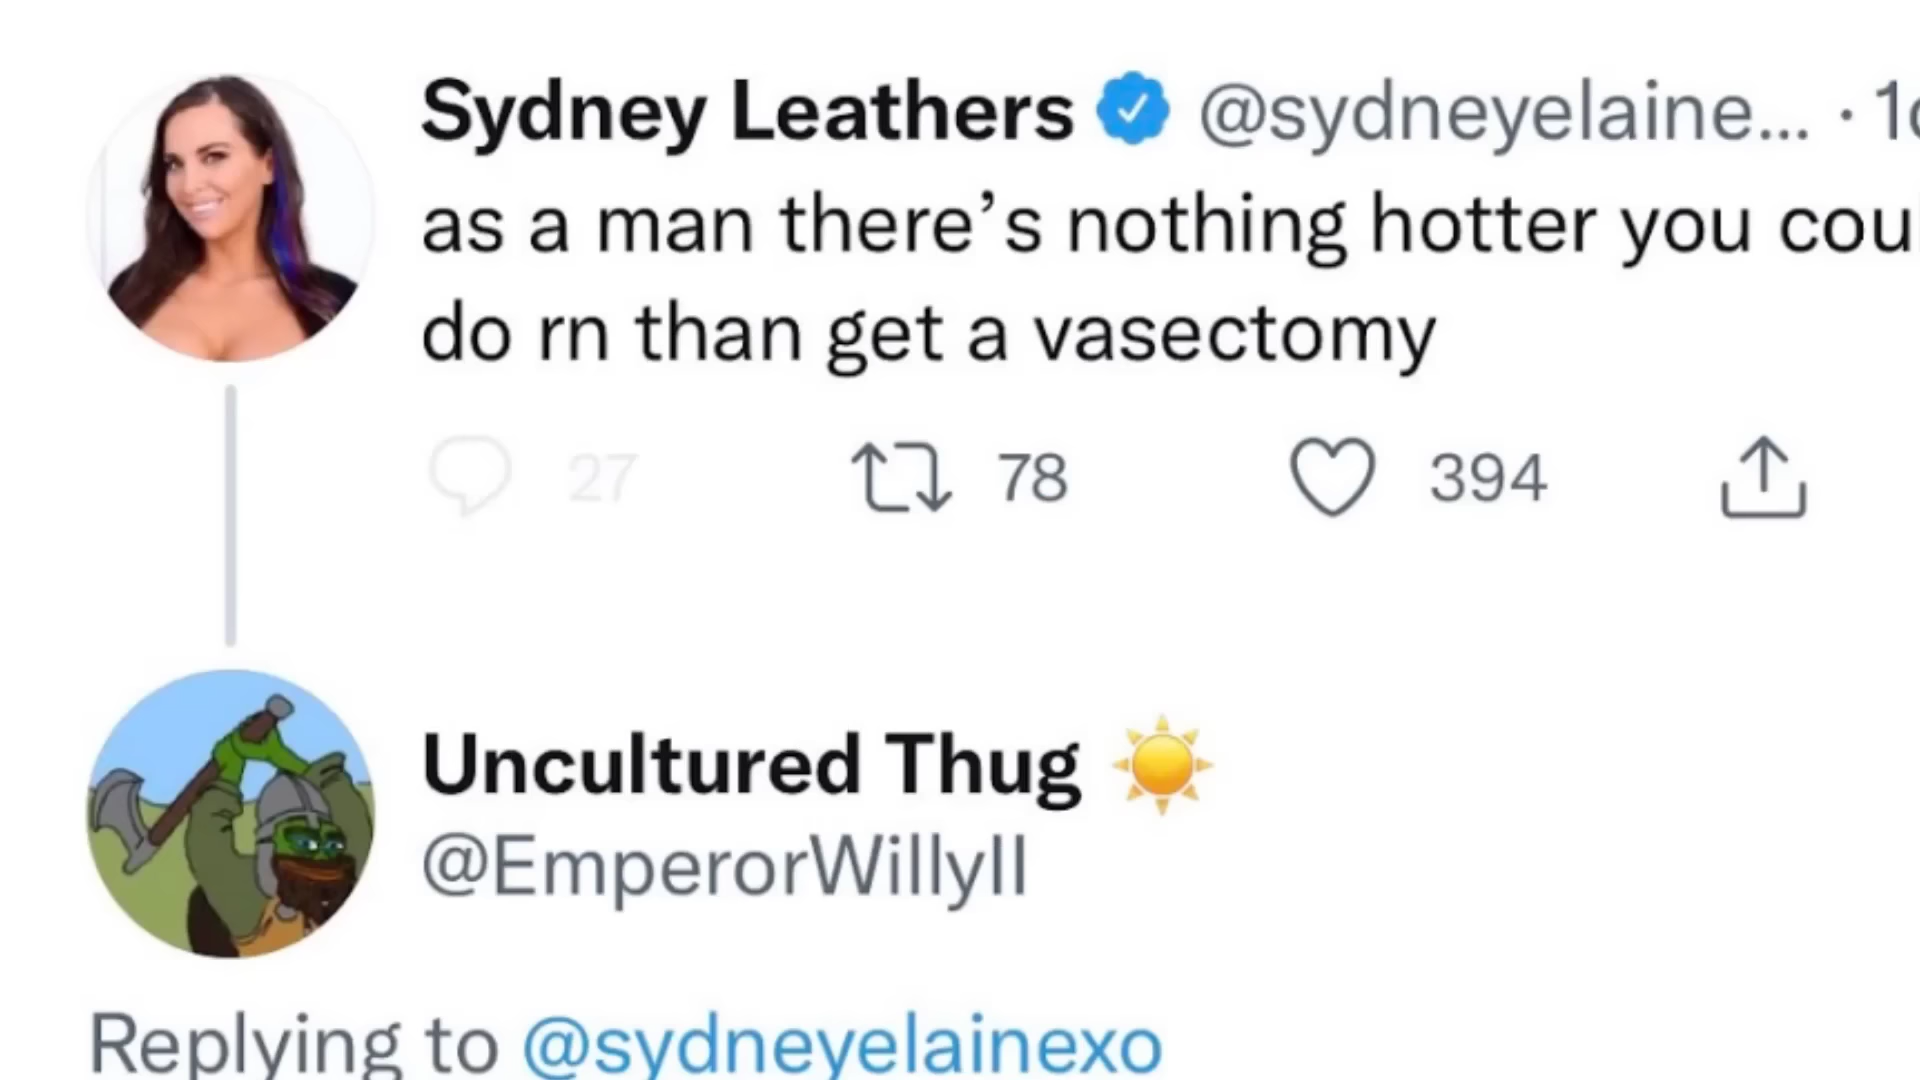 Sydney Leathers @sydneyelaine... · 1
as a man there’s nothing hotter you
do rn than get a vasectomy
27 78 394
Uncultured Thug
@EmperorWillyII
Replying to @sydneyelainexo